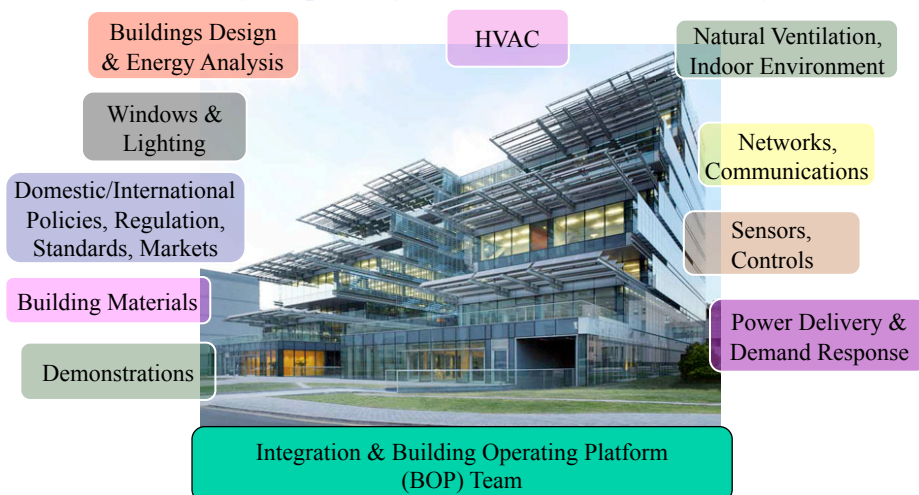 Buildings Design
& Energy Analysis
HVAC
Natural Ventilation,
Indoor Environment
Windows &
Lighting
Networks,
Communications
Domestic/International
Policies, Regulation,
Standards, Markets
Sensors,
Controls
Building Materials
Power Delivery &
Demand Response
Demonstrations
Integration & Building Operating Platform
(BOP) Team